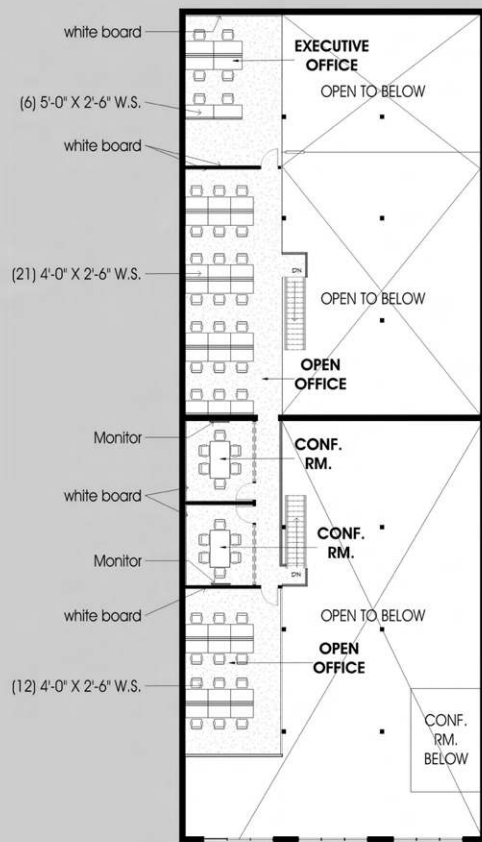 white board
EXECUTIVE
OFFICE
OPEN TO BELOW
(6) 5'-0" X 2'-6" W.S.
white board
(21) 4'-0" X 2'-6" W.S.
DN
OPEN TO BELOW
OPEN
OFFICE
Monitor
CONF.
RM.
white board
CONF.
RM.
Monitor
DN
white board
OPEN TO BELOW
OPEN
OFFICE
(12) 4'-0" X 2'-6" W.S.
CONF.
RM.
BELOW